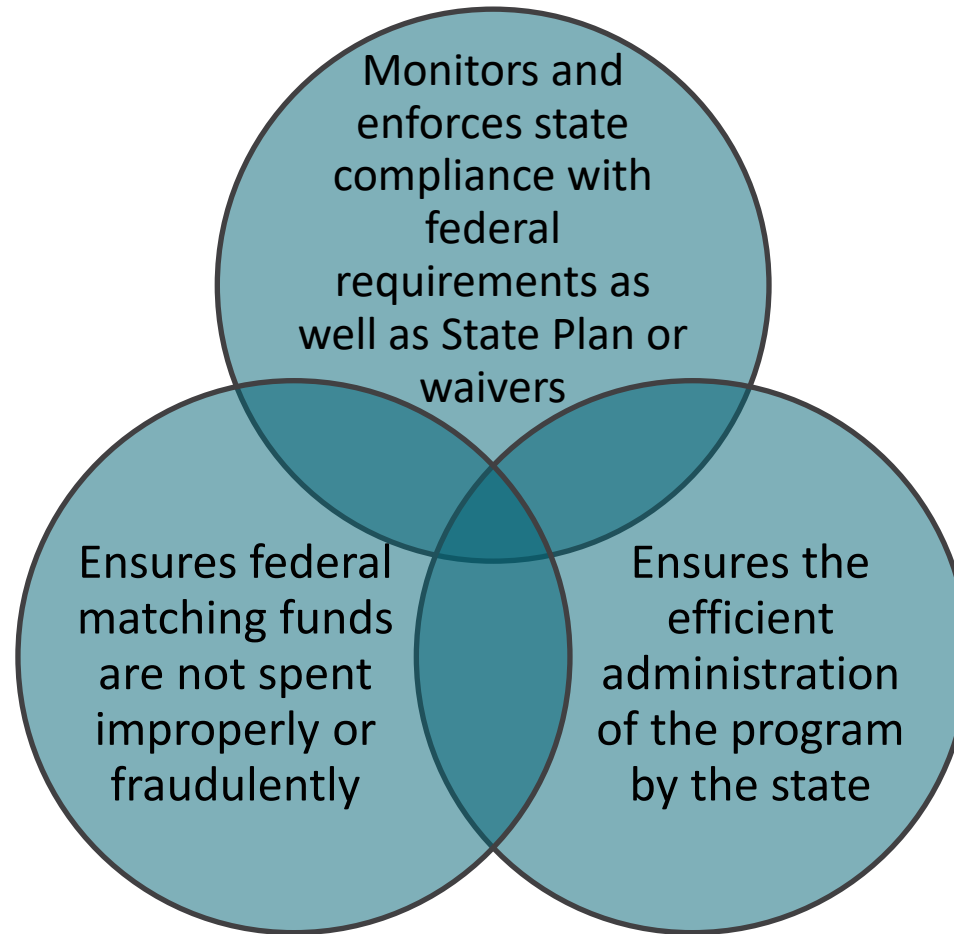 Monitors and
enforces state
compliance with
federal
requirements as
well as State Plan or
waivers
Ensures federal
matching funds
are not spent
improperly or
fraudulently
Ensures the
efficient
administration
of the program
by the state